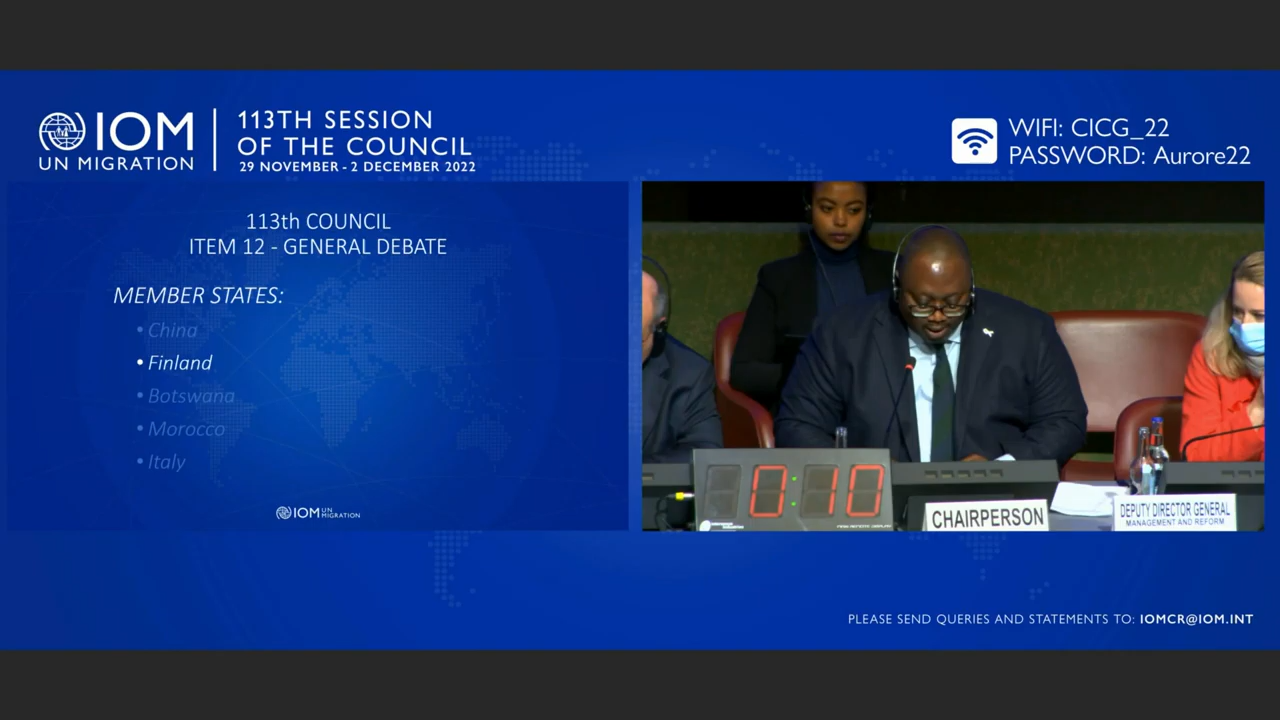 IOM
UN MIGRATION
113TH SESSION
OF THE COUNCIL
29 NOVEMBER - 2 DECEMBER 2022
WIFI: CICG_22
PASSWORD: Aurore22
113th COUNCIL
ITEM 12 - GENERAL DEBATE
MEMBER STATES:
• China
• Finland
• Botswana
• Morocco
• Italy
IOM UN
MIGRATION
0:10
CHAIRPERSON
DEPUTY DIRECTOR GENERAL
MANAGEMENT AND REFORM
PLEASE SEND QUERIES AND STATEMENTS TO: IOMCR@IOM.INT